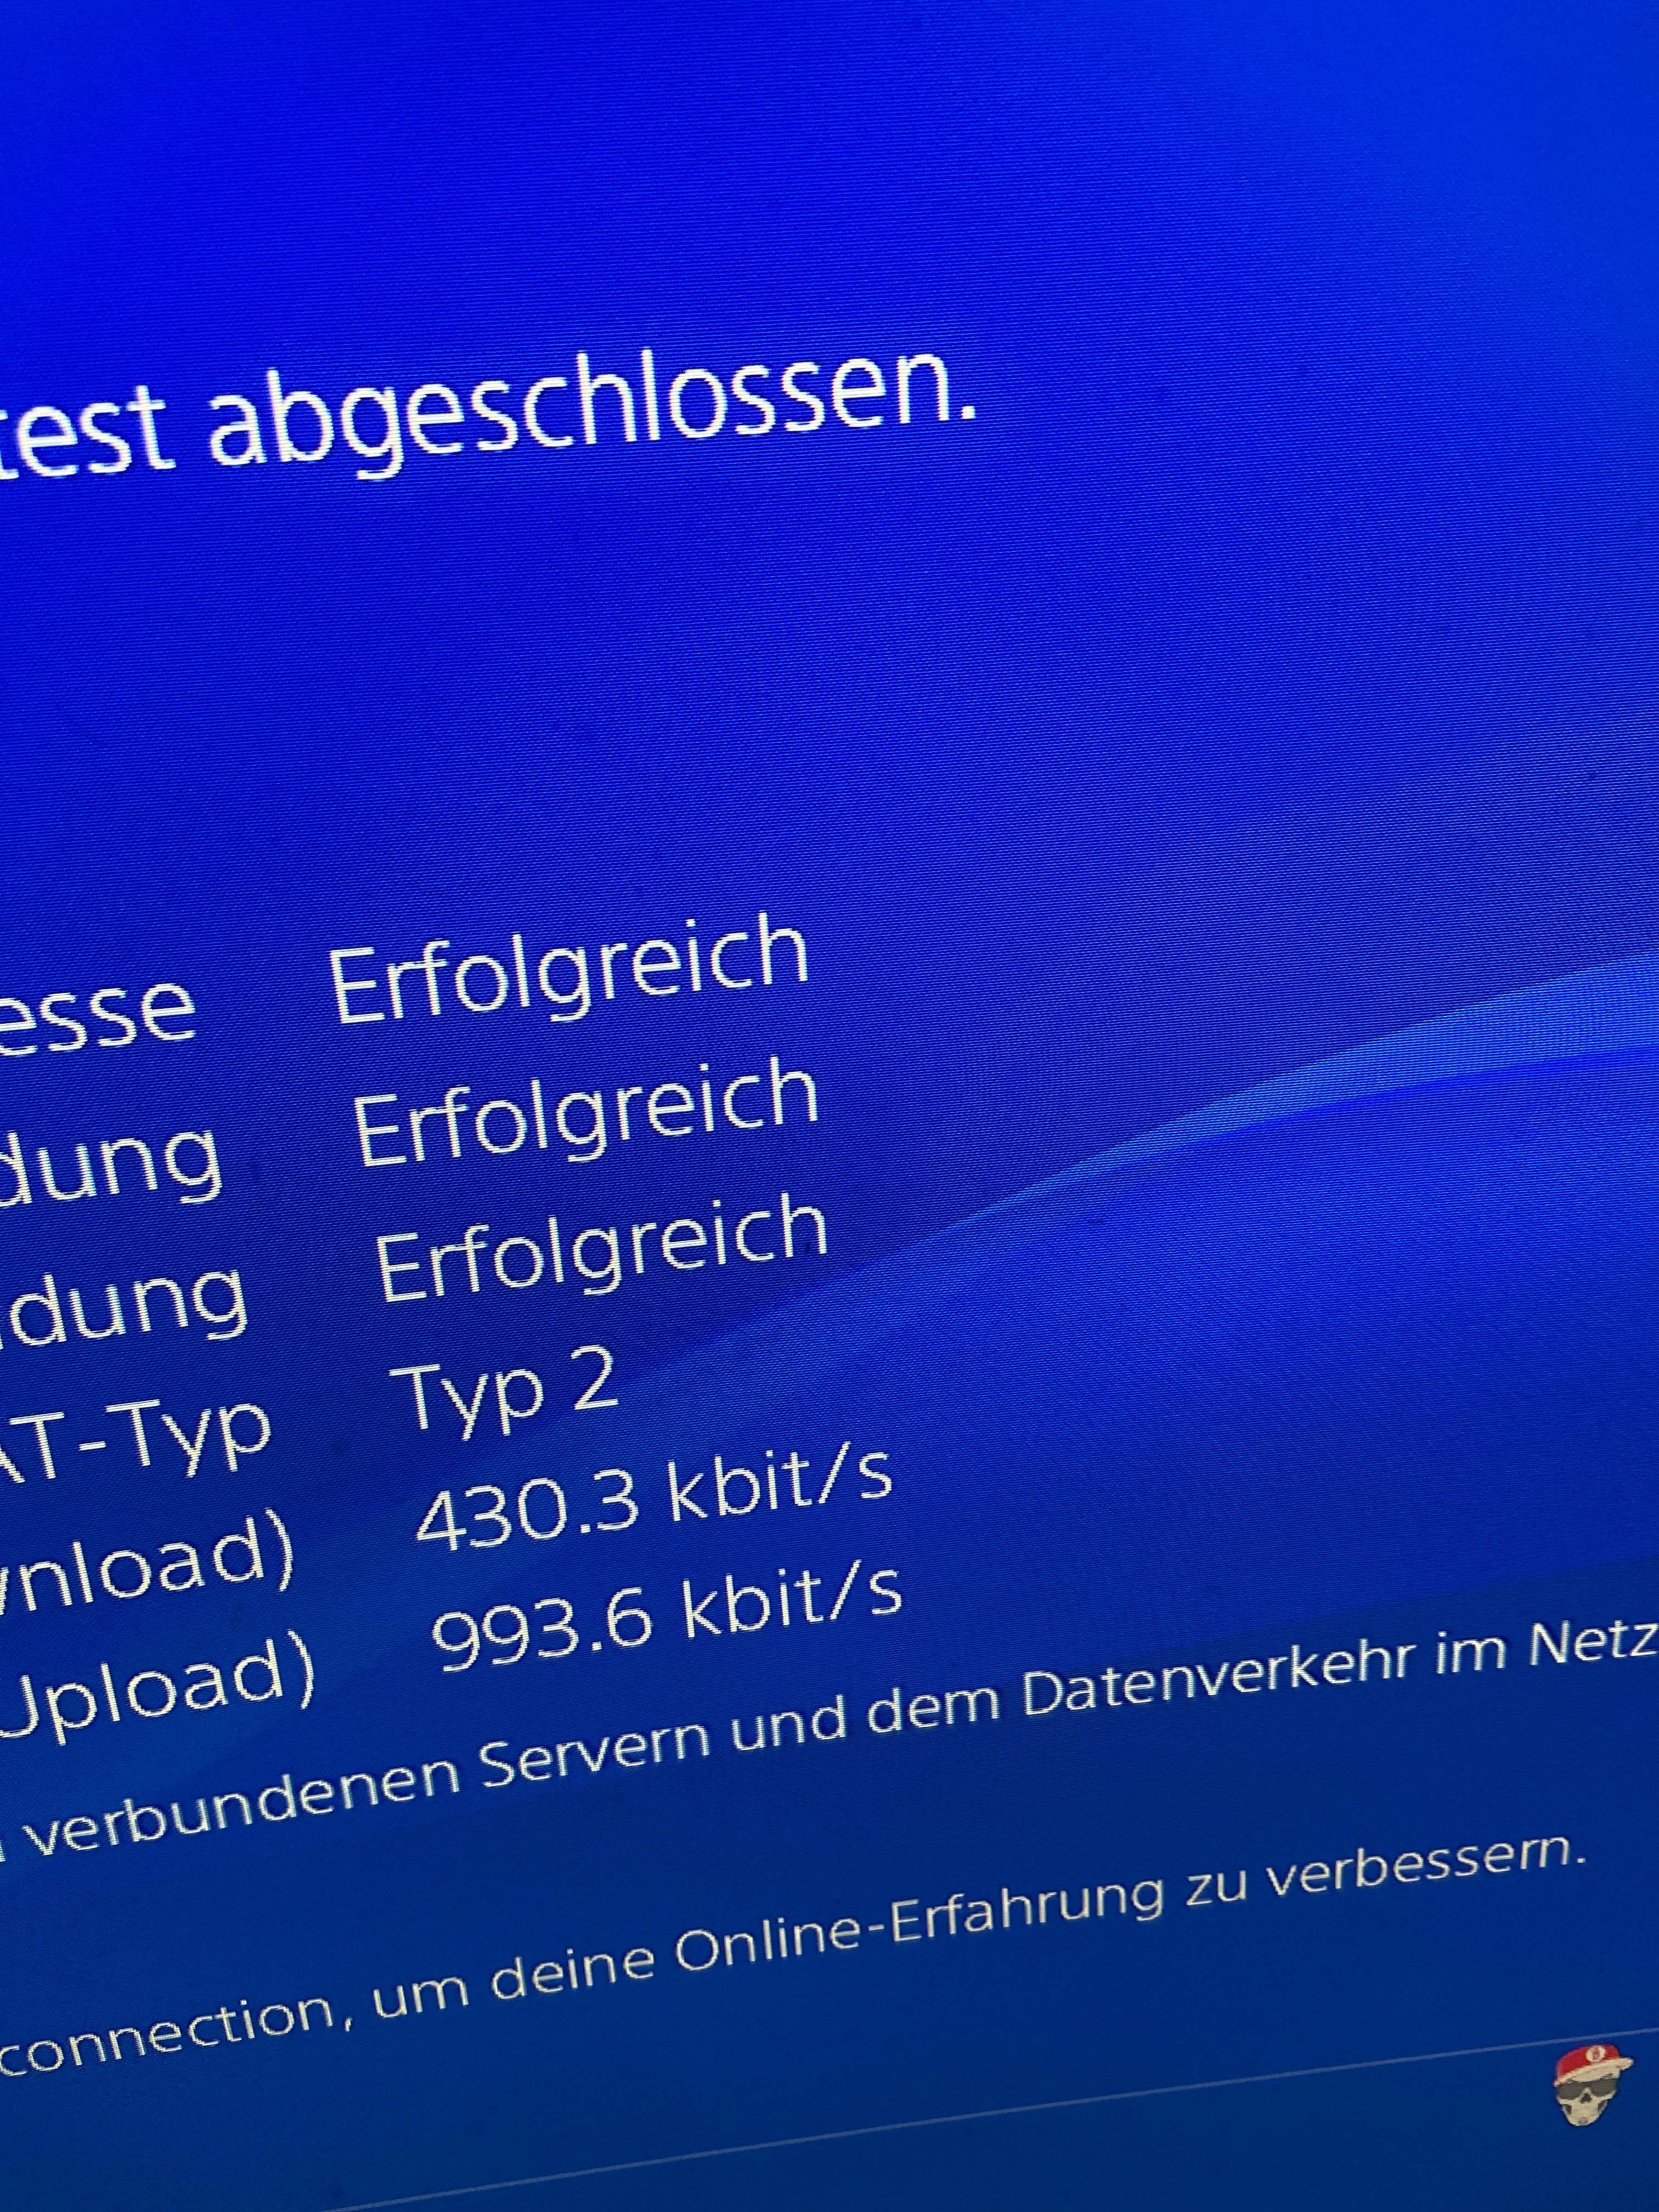 test abgeschlossen.
esse Erfolgreich
dung Erfolgreich
dung Erfolgreich
AT-Typ Typ 2
wnload) 430.3 kbit/s
Upload) 993.6 kbit/s
verbundenen Servern und dem Datenverkehr im Netz
connection, um deine Online-Erfahrung zu verbessern.